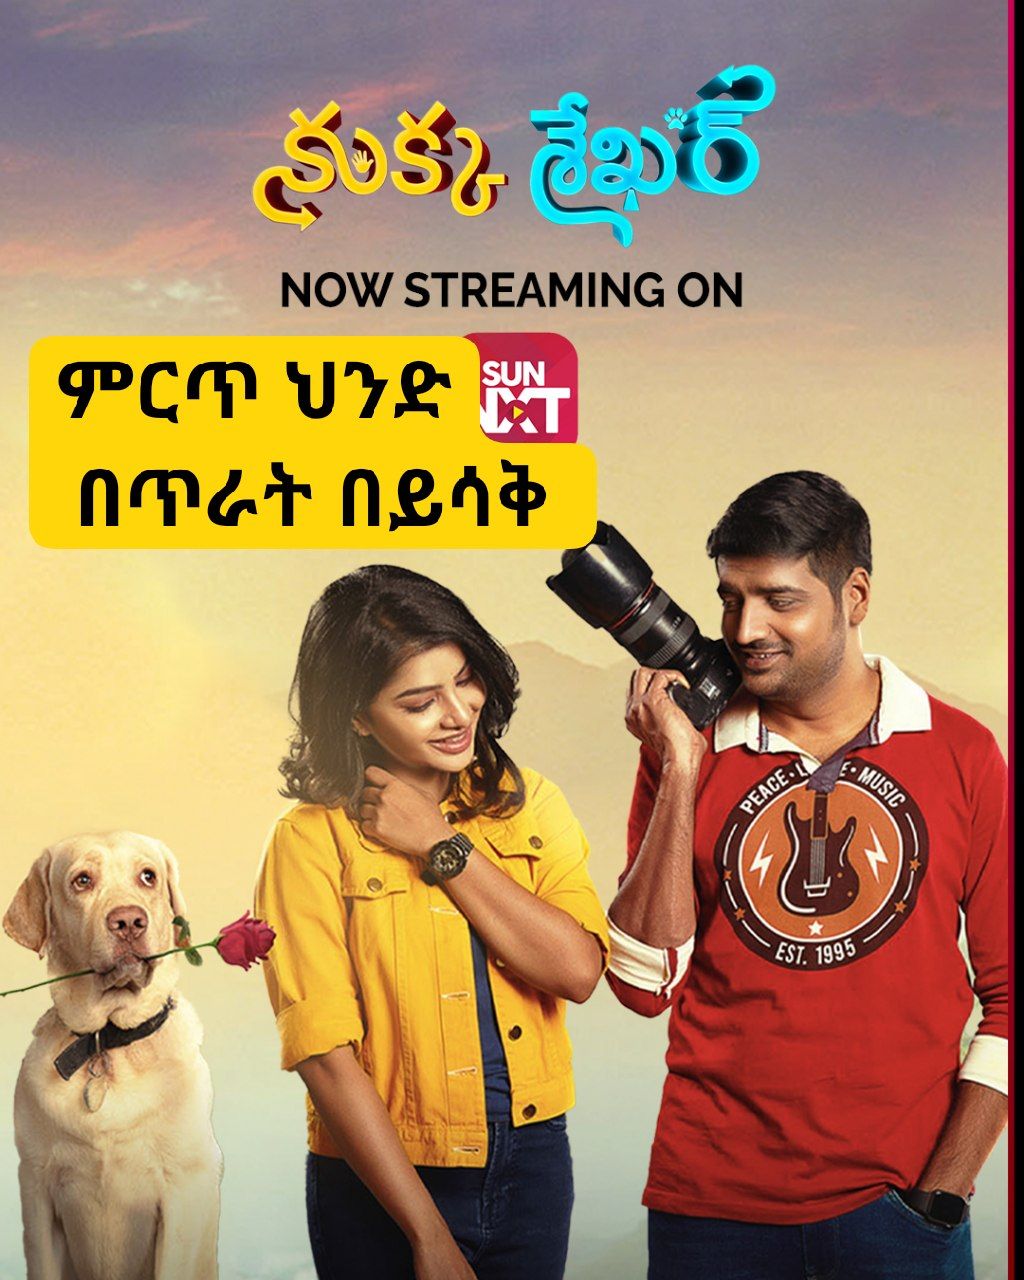 కుక్క శేఖర్
NOW STREAMING ON
SUN
NXT
ምርጥ ህንድ
በጥራት በይሳቅ
PEACE • L E • MUSIC
EST. 1995